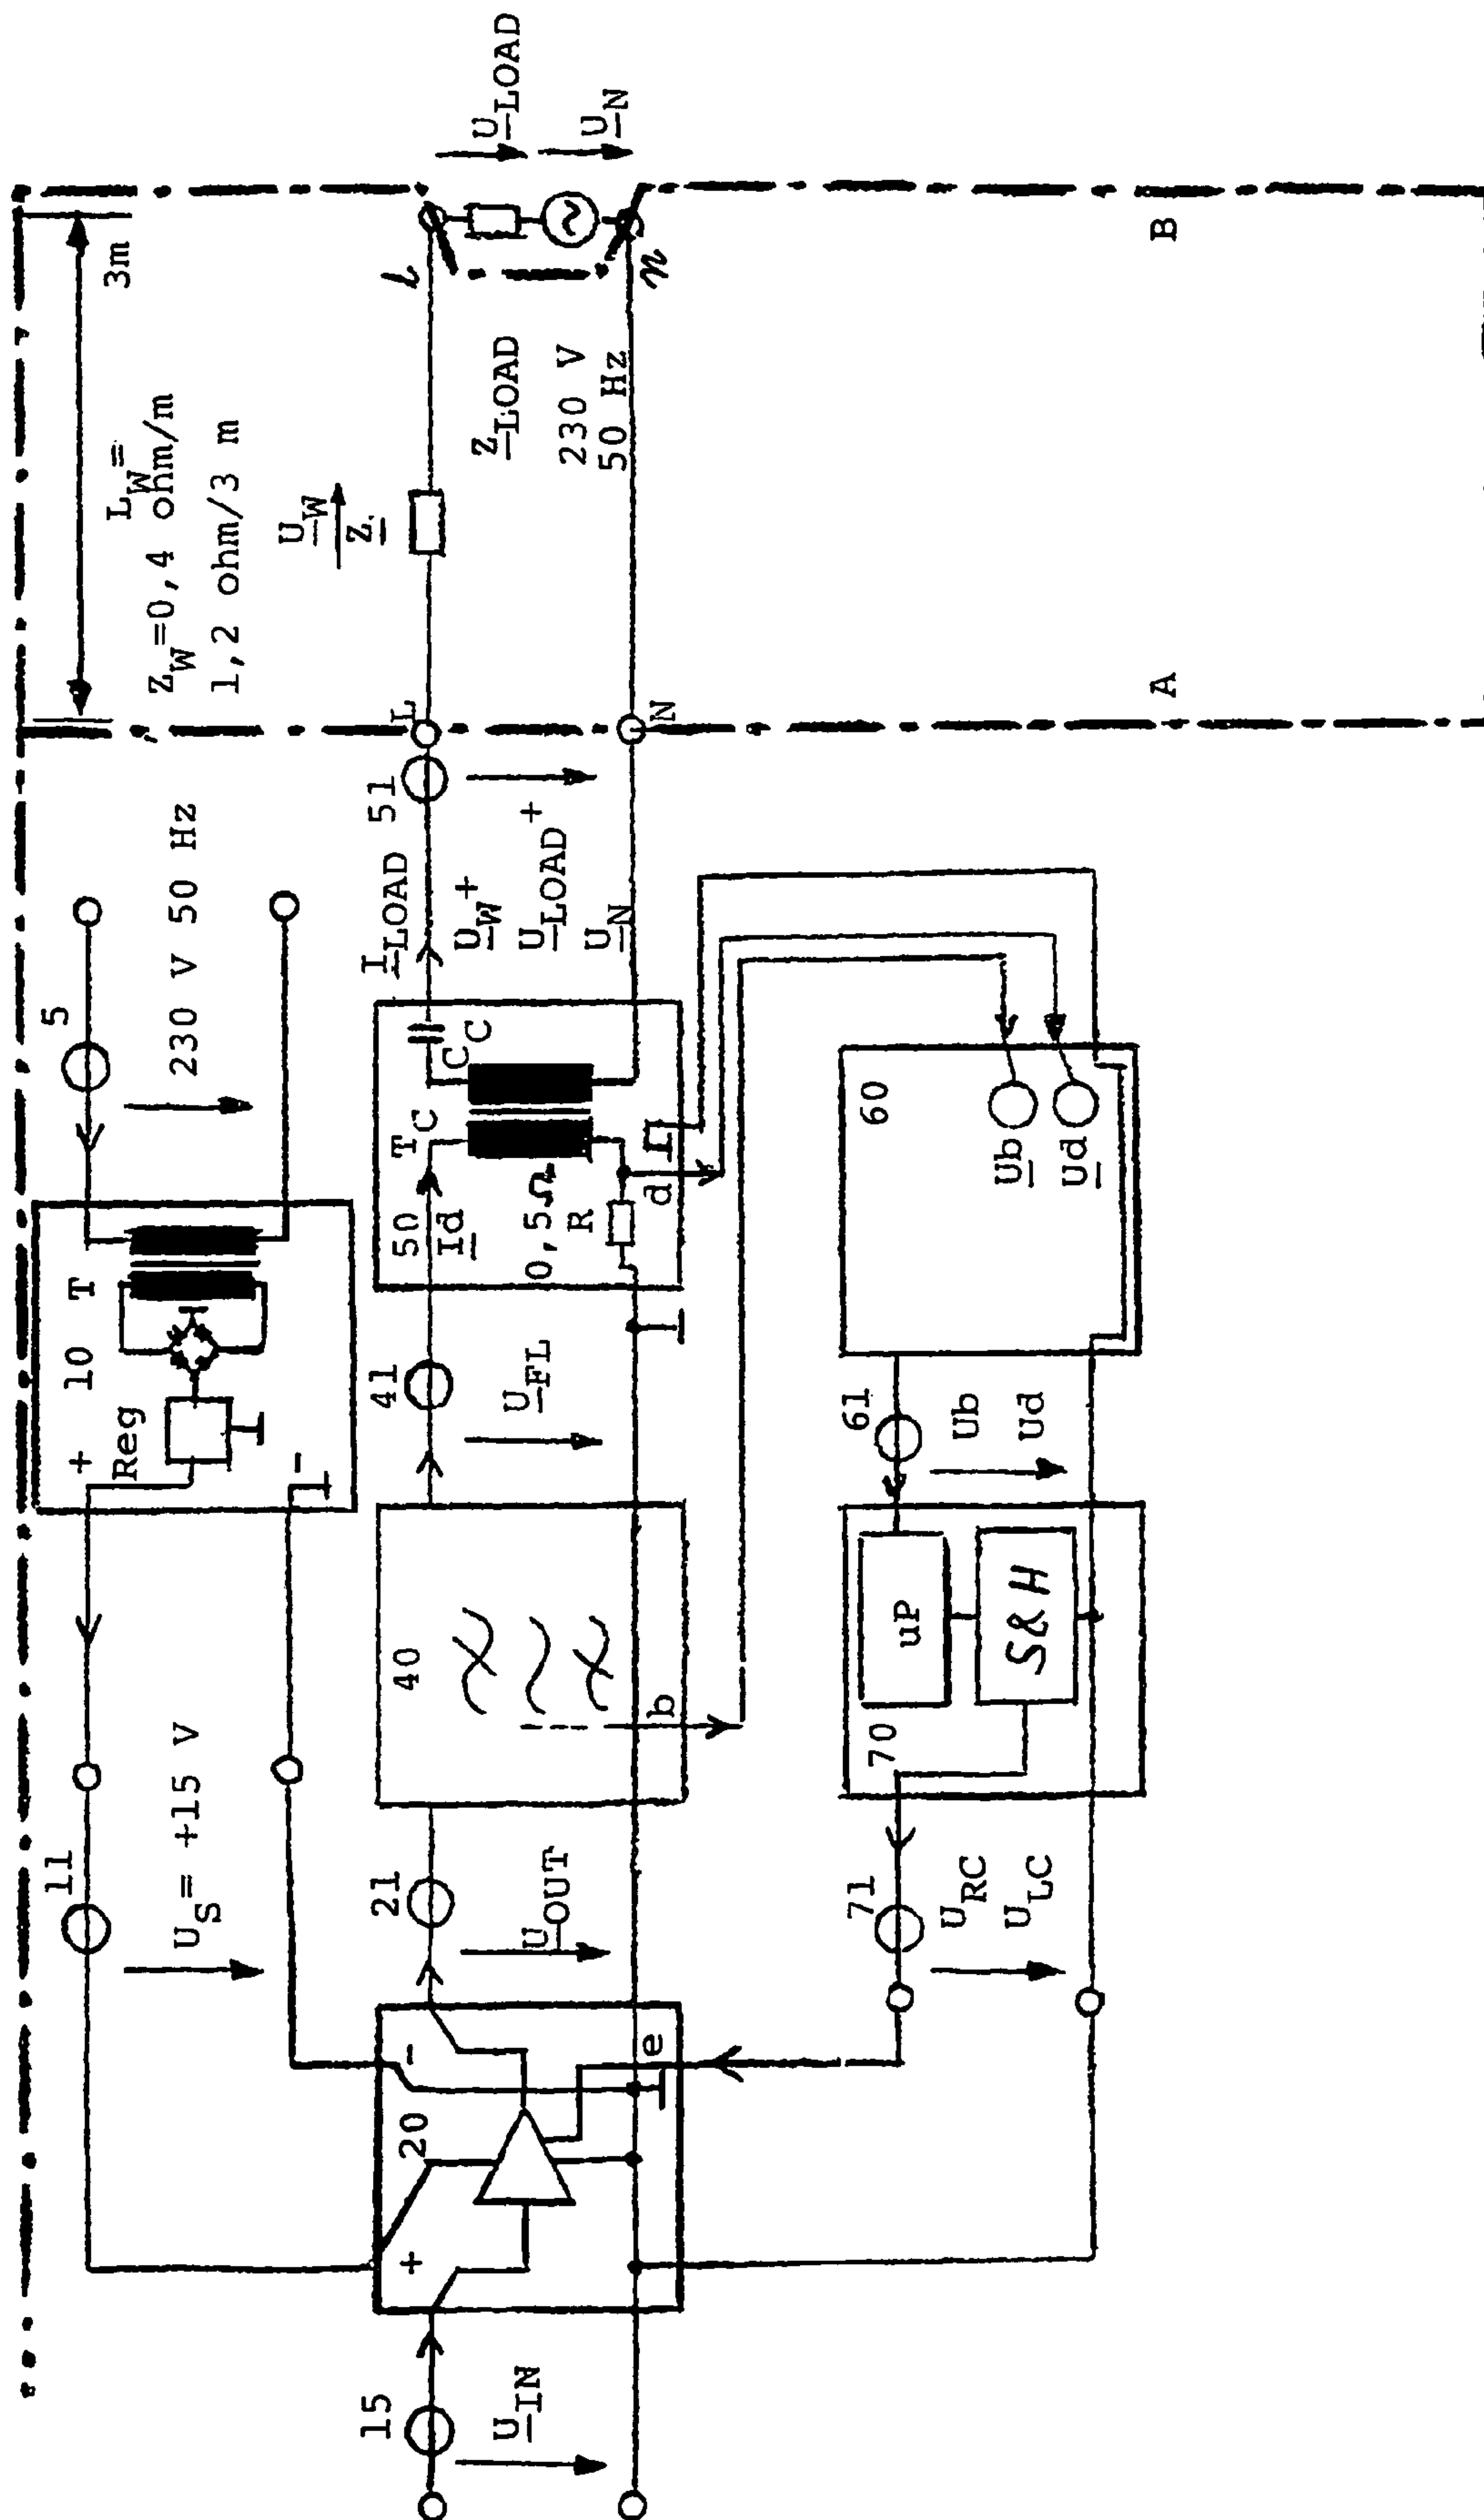 5
230 V 50 Hz
3m
L_W=
Z_W=0,4 ohm/m
1,2 ohm/3 m
11
U_S= +15 V
10 T
+
Reg
-
15
U_IN
20
+
-
e
21
U_OUT
40
b
41
U_FL
50
Id
T_C
C_C
0,5Ω
R
d
I_LOAD 51
U_W+
U_LOAD+
U_N
L
N
U_W
Z
l
n
Z_LOAD
230 V
50 Hz
U_LOAD
U_N
71
U_RC
U_LC
70
uP
S&H
61
Ub
Ud
60
Ub
Ud
A
B